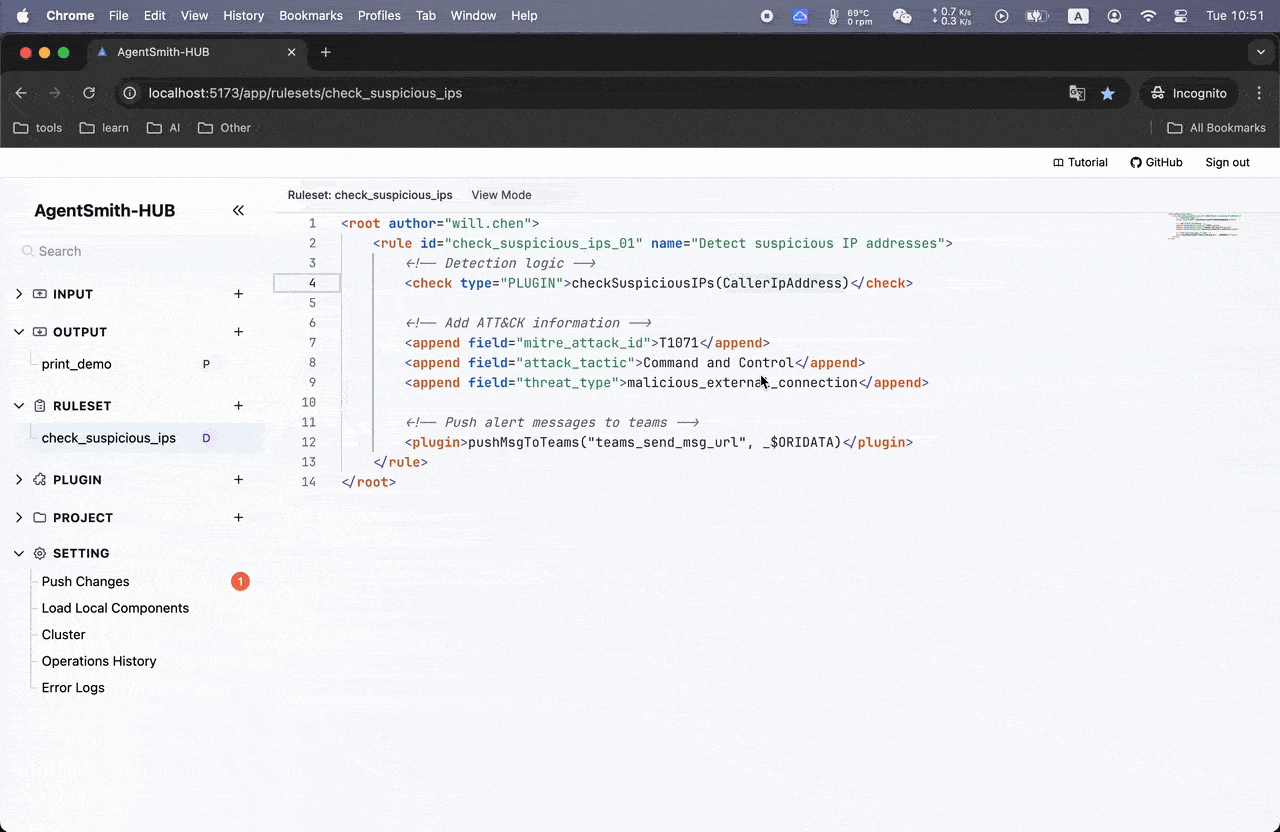 Chrome File Edit View History Bookmarks Profiles Tab Window Help 69°C 0 rpm ↑ 0.7 K/s ↓ 0.3 K/s A Tue 10:51
AgentSmith-HUB
localhost:5173/app/rulesets/check_suspicious_ips Incognito
tools learn AI Other All Bookmarks
Tutorial GitHub Sign out
AgentSmith-HUB
Search
INPUT
OUTPUT
print_demo P
RULESET
check_suspicious_ips D
PLUGIN
PROJECT
SETTING
Push Changes 1
Load Local Components
Cluster
Operations History
Error Logs
Ruleset: check_suspicious_ips View Mode
1 <root author="will.chen">
2 <rule id="check_suspicious_ips_01" name="Detect suspicious IP addresses">
3 <!-- Detection logic -->
4 <check type="PLUGIN">checkSuspiciousIPs(CallerIpAddress)</check>
5
6 <!-- Add ATT&CK information -->
7 <append field="mitre_attack_id">T1071</append>
8 <append field="attack_tactic">Command and Control</append>
9 <append field="threat_type">malicious_external_connection</append>
10
11 <!-- Push alert messages to teams -->
12 <plugin>pushMsgToTeams("teams_send_msg_url", _$ORIDATA)</plugin>
13 </rule>
14 </root>